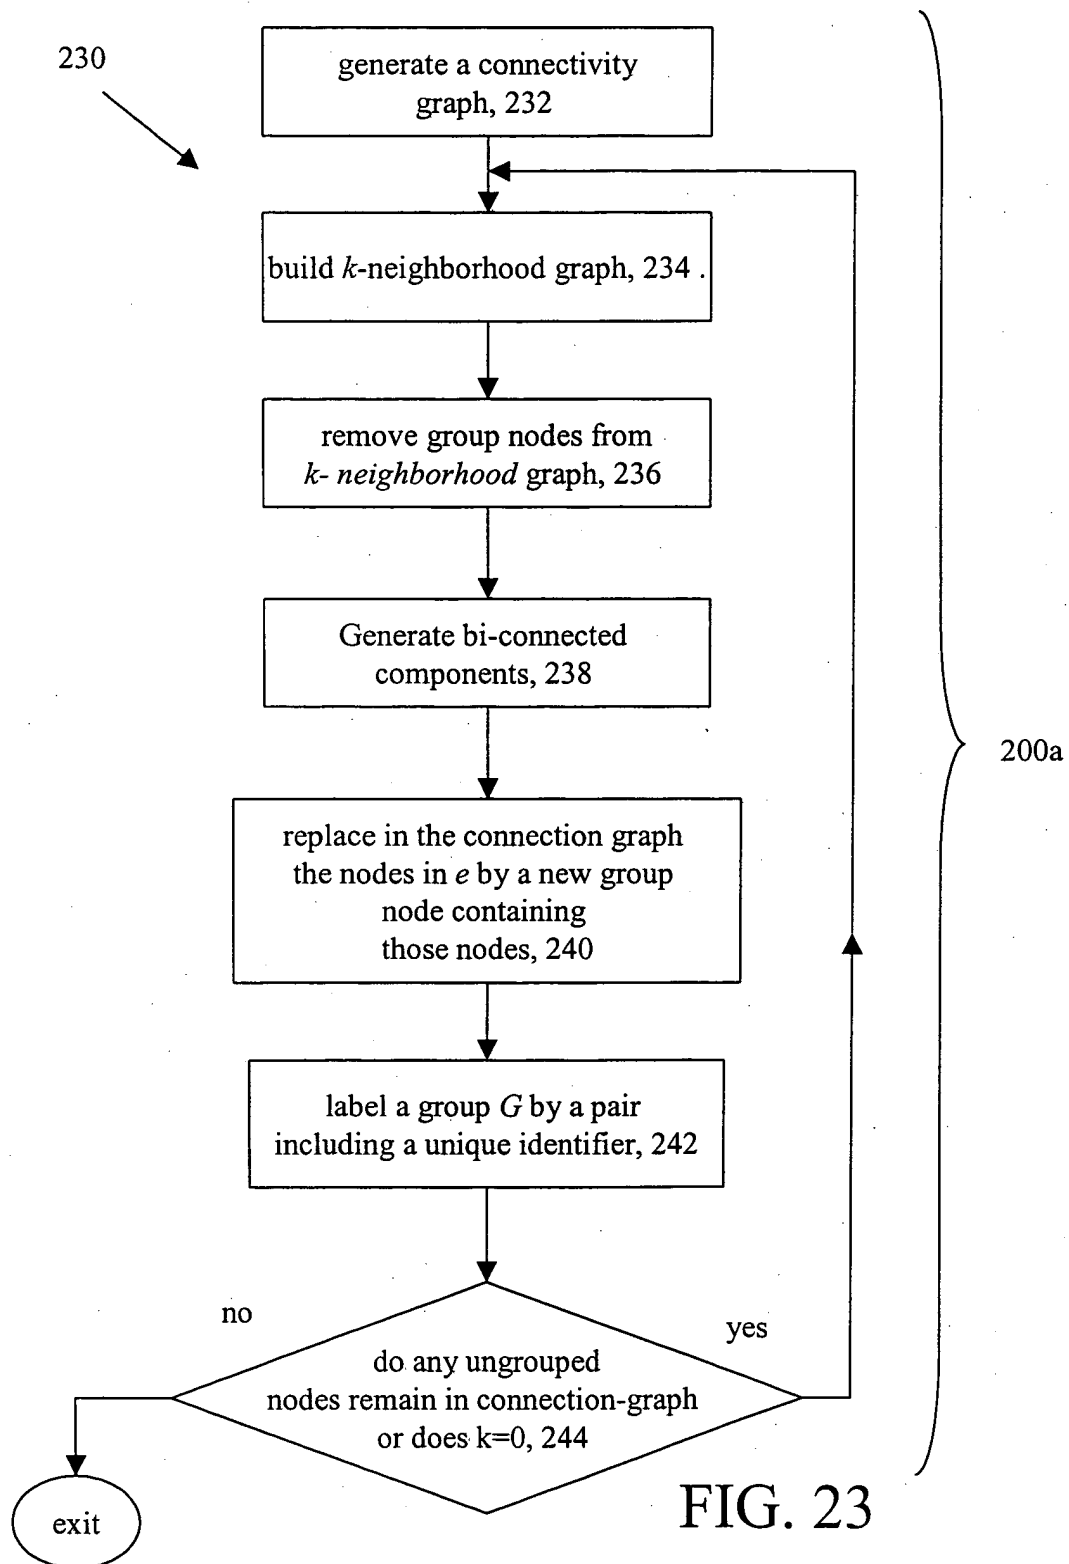 230
generate a connectivity
graph, 232
build k-neighborhood graph, 234 .
remove group nodes from
k- neighborhood graph, 236
Generate bi-connected
components, 238
200a
replace in the connection graph
the nodes in e by a new group
node containing
those nodes, 240
label a group G by a pair
including a unique identifier, 242
no
yes
do any ungrouped
nodes remain in connection-graph
or does k=0, 244
exit
FIG. 23